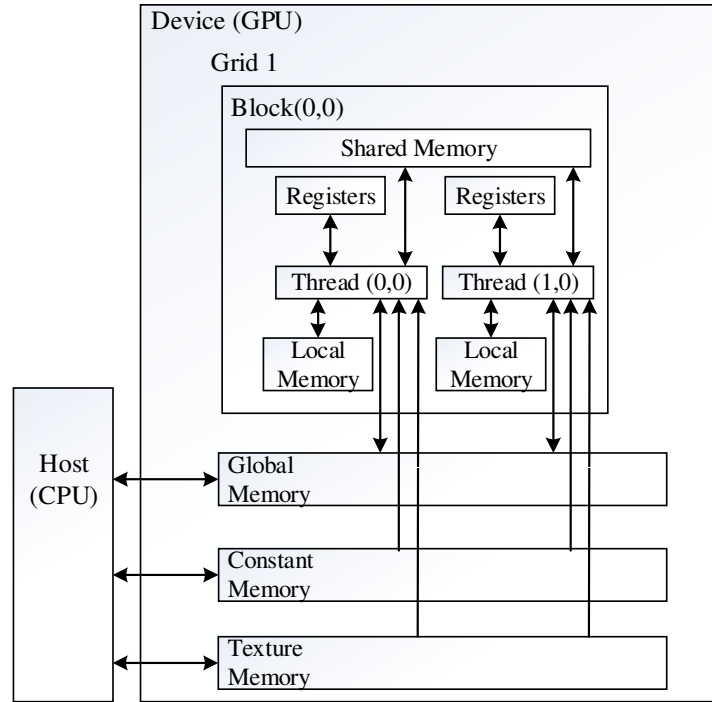 Device (GPU)
Grid 1
Block(0,0)
Shared Memory
Registers
Registers
Thread (0,0)
Thread (1,0)
Local
Memory
Local
Memory
Host
(CPU)
Global
Memory
Constant
Memory
Texture
Memory